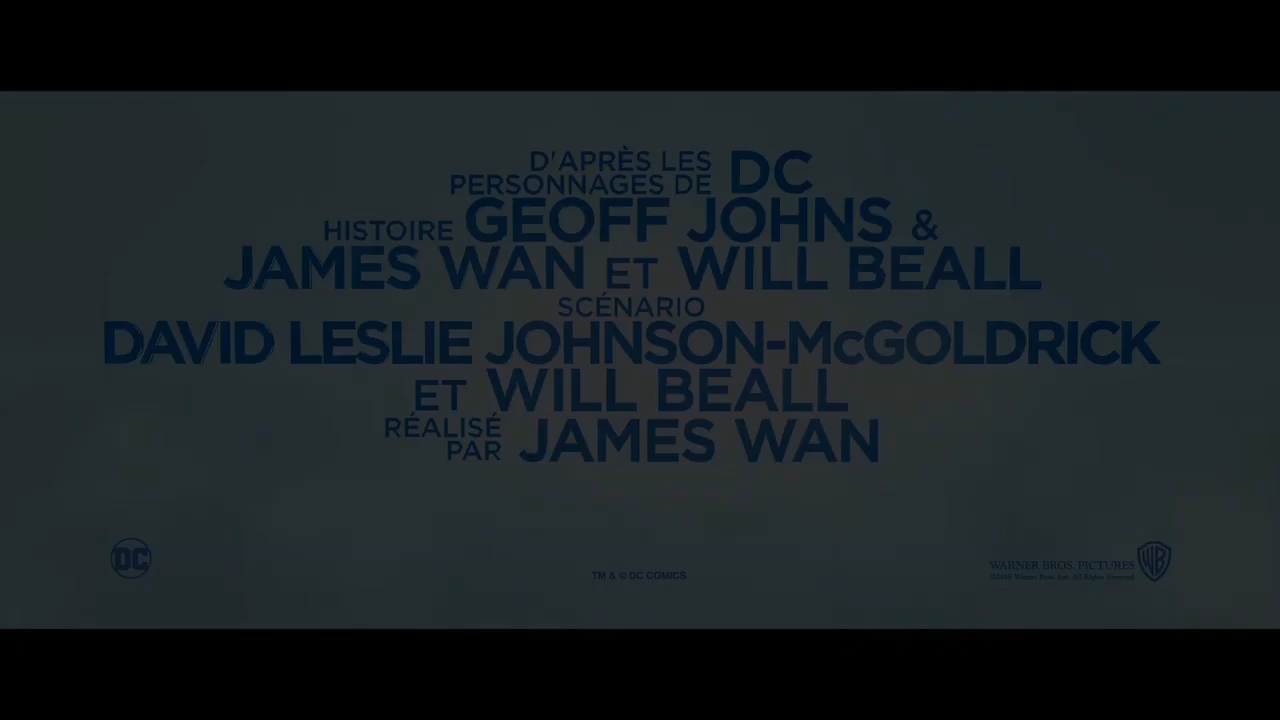 D'APRÈS LES
PERSONNAGES DE DC
HISTOIRE GEOFF JOHNS &
JAMES WAN ET WILL BEALL
SCÉNARIO
DAVID LESLIE JOHNSON-McGOLDRICK
ET WILL BEALL
RÉALISÉ
PAR JAMES WAN
DC
TM & © DC COMICS
WARNER BROS. PICTURES
WB